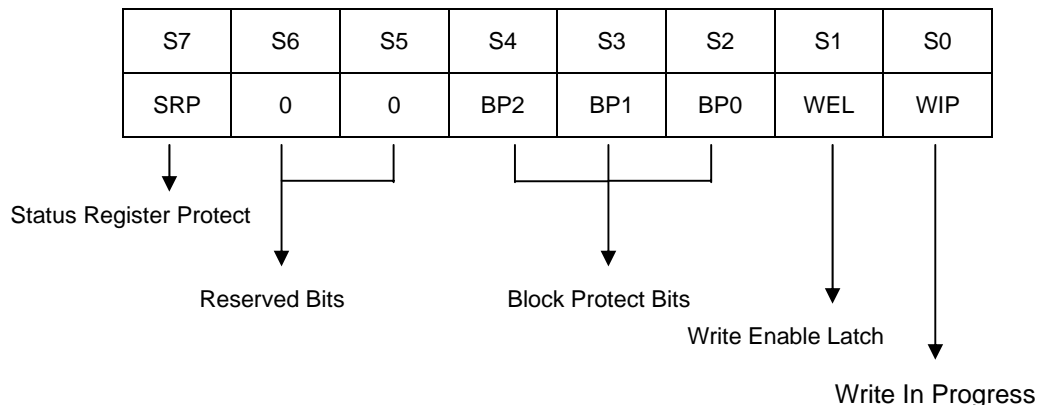 S7 S6 S5 S4 S3 S2 S1 S0
SRP 0 0 BP2 BP1 BP0 WEL WIP
Status Register Protect
Reserved Bits Block Protect Bits
Write Enable Latch
Write In Progress